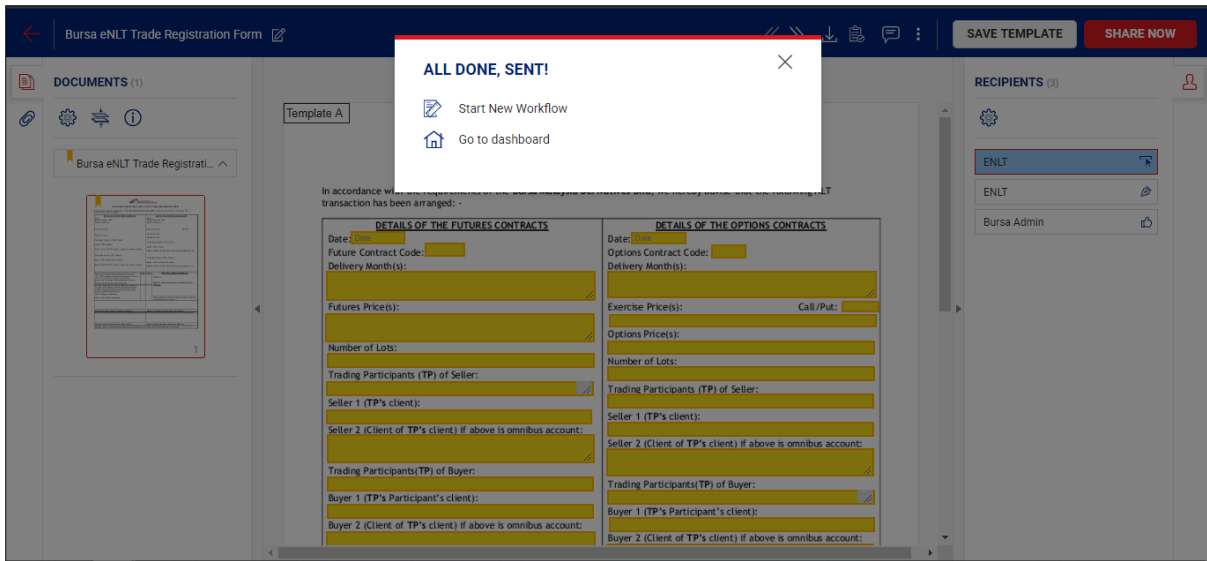 Bursa eNLT Trade Registration Form
SAVE TEMPLATE
SHARE NOW
ALL DONE, SENT!
Start New Workflow
Go to dashboard
DOCUMENTS (1)
Bursa eNLT Trade Registrati...
1
RECIPIENTS (3)
ENLT
ENLT
Bursa Admin
Template A
In accordance
NLT
transaction has been arranged: -
DETAILS OF THE FUTURES CONTRACTS
Date: Date
Future Contract Code:
Delivery Month(s):
Futures Price(s):
Number of Lots:
Trading Participants (TP) of Seller:
Seller 1 (TP's client):
Seller 2 (Client of TP's client) if above is omnibus account:
Trading Participants(TP) of Buyer:
Buyer 1 (TP's Participant's client):
Buyer 2 (Client of TP's client) if above is omnibus account:
DETAILS OF THE OPTIONS CONTRACTS
Date: Date
Options Contract Code:
Delivery Month(s):
Exercise Price(s): Call/Put:
Options Price(s):
Number of Lots:
Trading Participants (TP) of Seller:
Seller 1 (TP's client):
Seller 2 (Client of TP's client) if above is omnibus account:
Trading Participants(TP) of Buyer:
Buyer 1 (TP's Participant's client):
Buyer 2 (Client of TP's client) if above is omnibus account: